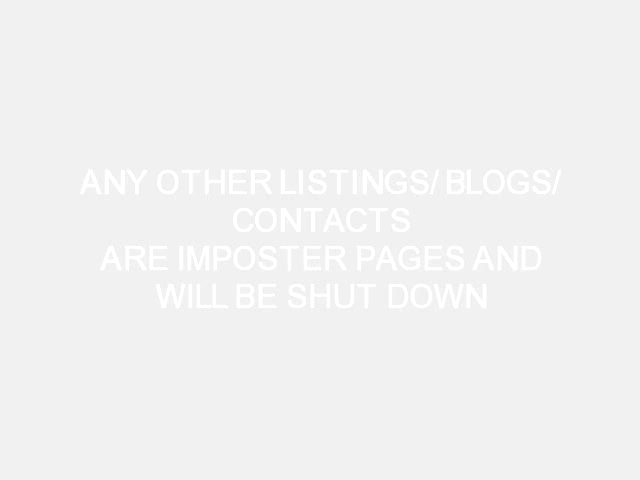 ANY OTHER LISTINGS/ BLOGS/
CONTACTS
ARE IMPOSTER PAGES AND
WILL BE SHUT DOWN